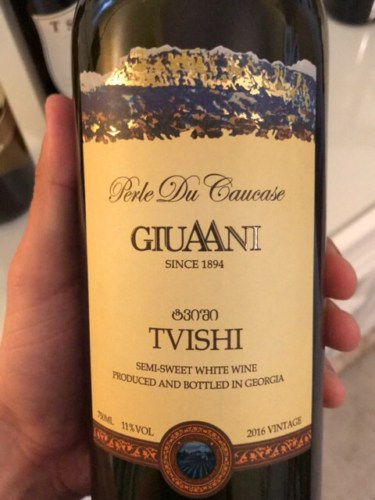 Perle Du Caucase
GIUAANI
SINCE 1894
ტვიში
TVISHI
SEMI-SWEET WHITE WINE
PRODUCED AND BOTTLED IN GEORGIA
750ML 11%VOL 2016 VINTAGE